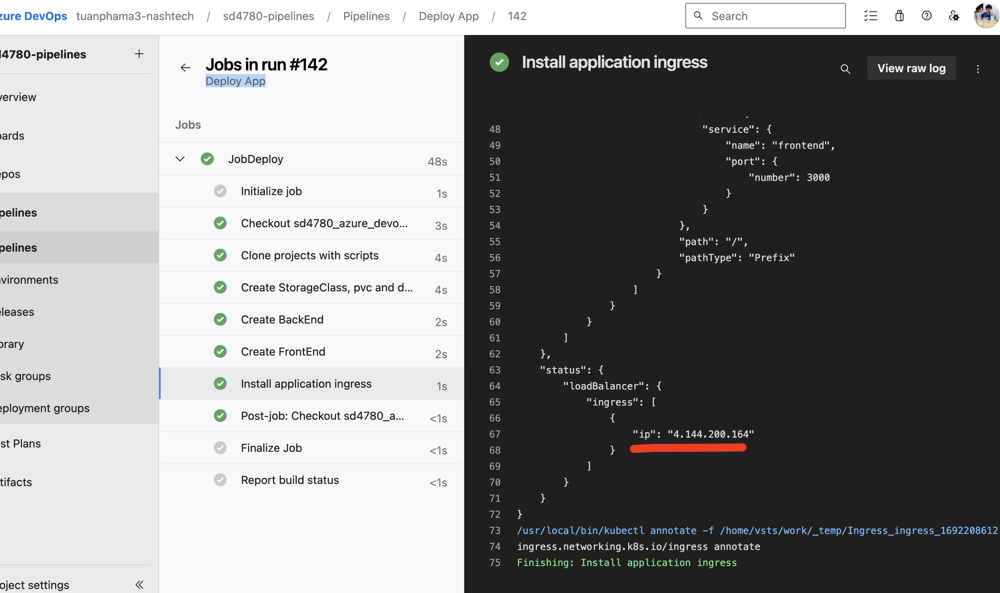 zure DevOps tuanphama3-nashtech / sd4780-pipelines / Pipelines / Deploy App / 142
Search
d4780-pipelines
verview
oards
epos
pelines
pelines
nvironments
eleases
brary
sk groups
eployment groups
st Plans
tifacts
oject settings
Jobs in run #142
Deploy App
Jobs
JobDeploy 48s
Initialize job 1s
Checkout sd4780_azure_devo... 3s
Clone projects with scripts 4s
Create StorageClass, pvc and d... 4s
Create BackEnd 2s
Create FrontEnd 2s
Install application ingress 1s
Post-job: Checkout sd4780_a... <1s
Finalize Job <1s
Report build status <1s
Install application ingress
View raw log
48 "service": {
49 "name": "frontend",
50 "port": {
51 "number": 3000
52 }
53 }
54 },
55 "path": "/",
56 "pathType": "Prefix"
57 }
58 ]
59 }
60 }
61 ]
62 },
63 "status": {
64 "loadBalancer": {
65 "ingress": [
66 {
67 "ip": "4.144.200.164"
68 }
69 ]
70 }
71 }
72 }
73 /usr/local/bin/kubectl annotate -f /home/vsts/work/_temp/Ingress_ingress_1692208612
74 ingress.networking.k8s.io/ingress annotate
75 Finishing: Install application ingress